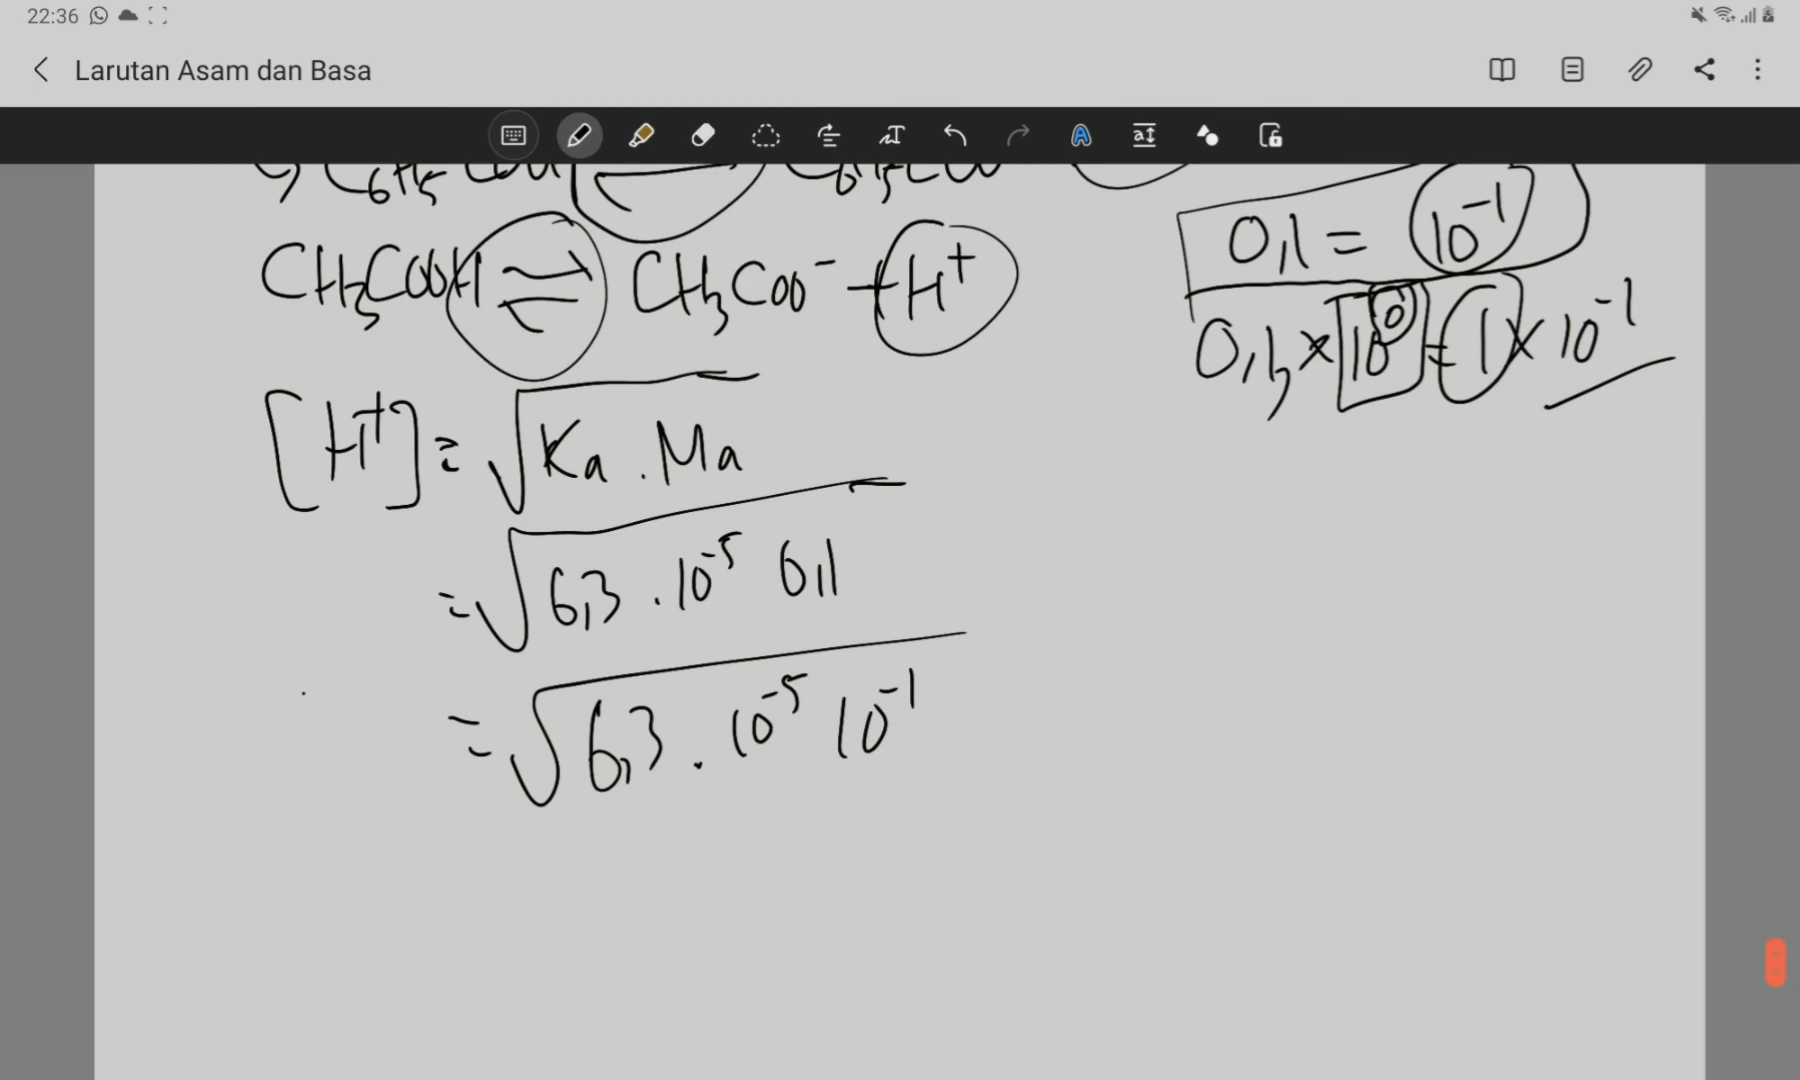 22:36
Larutan Asam dan Basa
C₆H₅COO
CH₃COOH ⇌ CH₃COO⁻ + H⁺
0,1 = 10⁻¹
0,1 × 10⁰ = 1 × 10⁻¹
[H⁺] = √Ka . Ma
= √6,3 . 10⁻⁵ 0,1
= √6,3 . 10⁻⁵ 10⁻¹